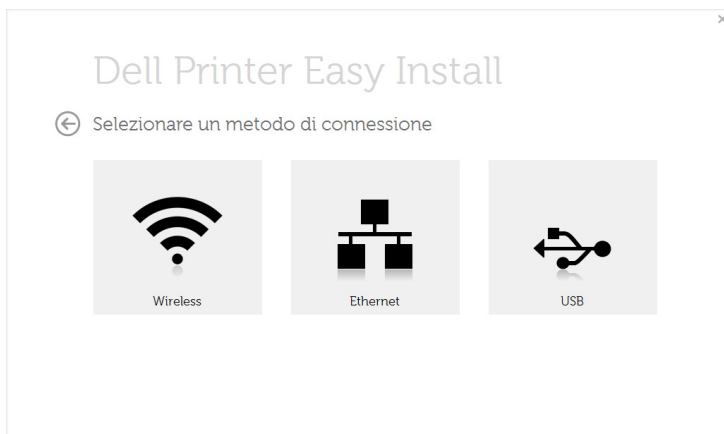 Dell Printer Easy Install
Selezionare un metodo di connessione
Wireless
Ethernet
USB